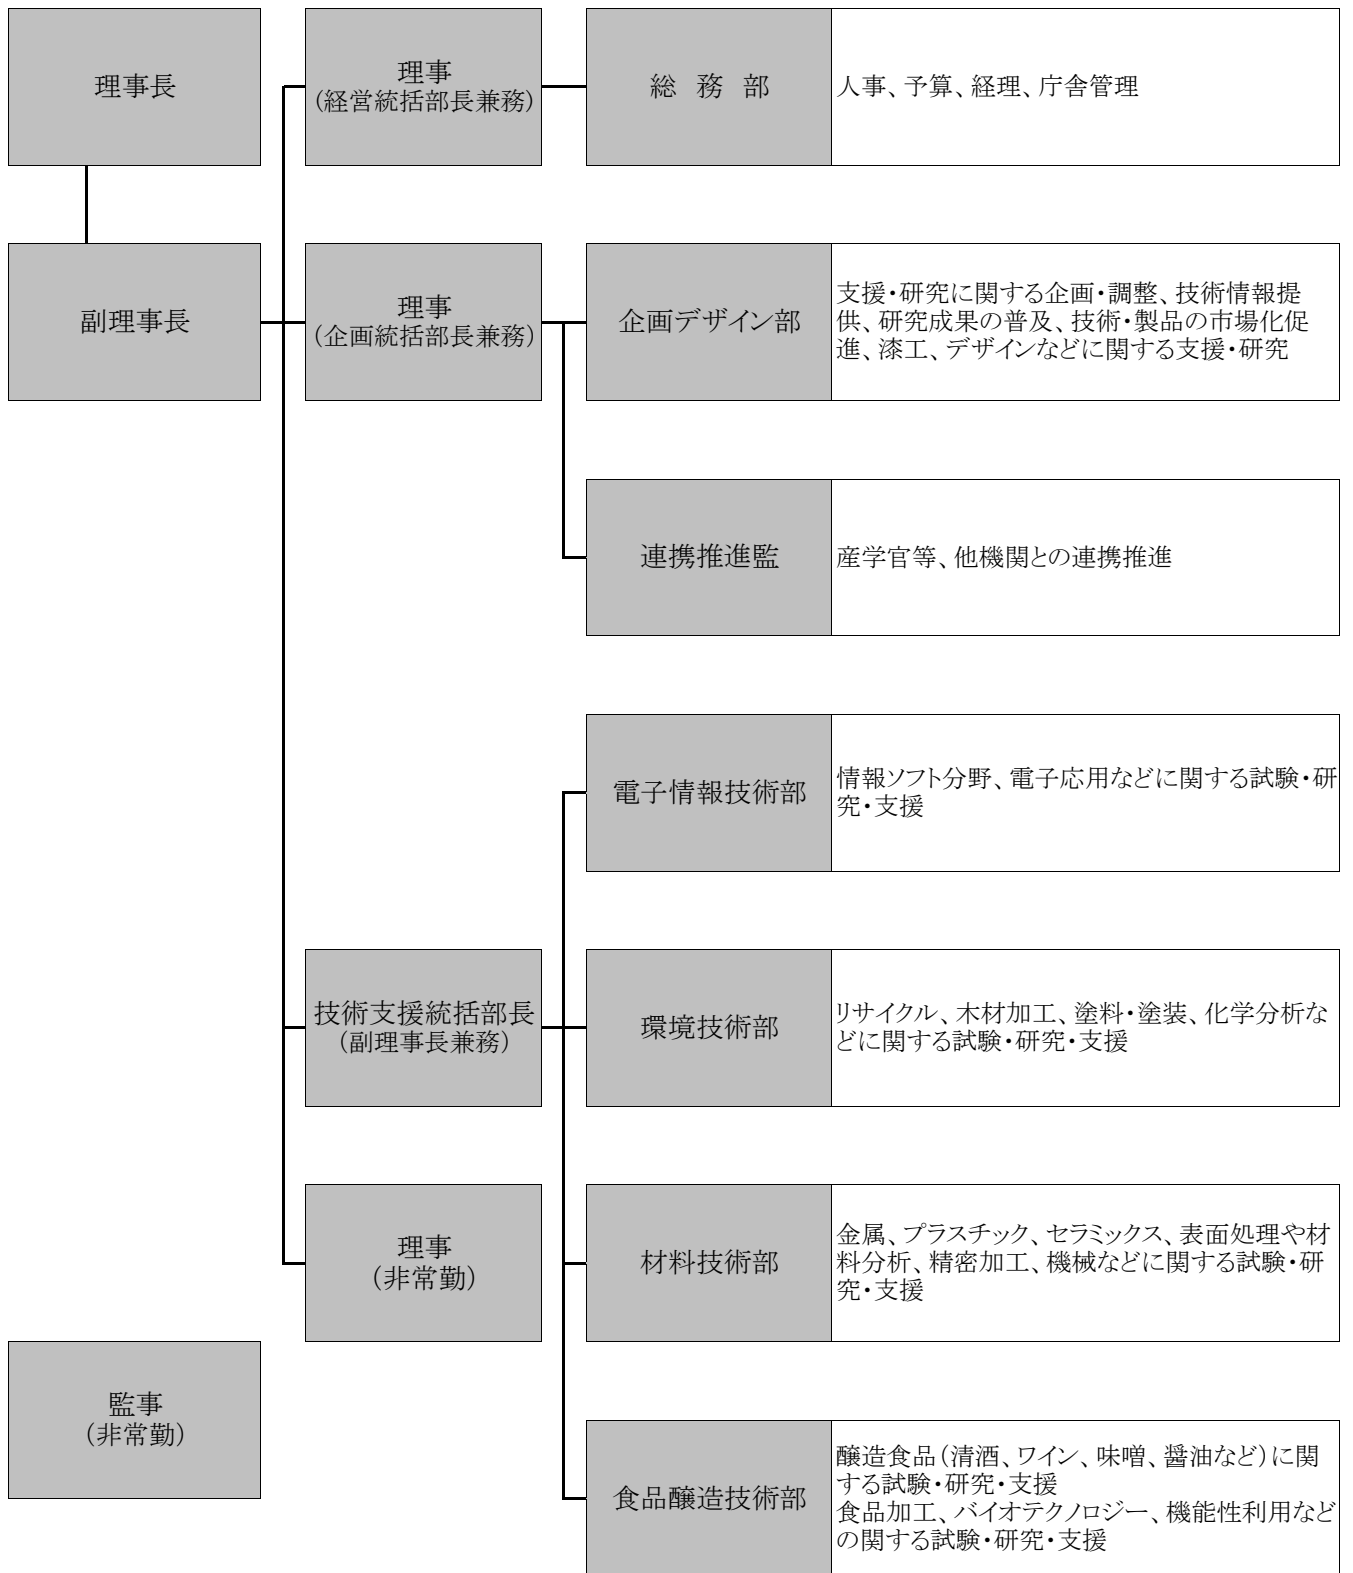 理事長
理事
(経営統括部長兼務)
総 務 部
人事、予算、経理、庁舎管理
副理事長
理事
(企画統括部長兼務)
企画デザイン部
支援・研究に関する企画・調整、技術情報提
供、研究成果の普及、技術・製品の市場化促
進、漆工、デザインなどに関する支援・研究
連携推進監
産学官等、他機関との連携推進
電子情報技術部
情報ソフト分野、電子応用などに関する試験・研
究・支援
技術支援統括部長
(副理事長兼務)
環境技術部
リサイクル、木材加工、塗料・塗装、化学分析な
どに関する試験・研究・支援
理事
(非常勤)
材料技術部
金属、プラスチック、セラミックス、表面処理や材
料分析、精密加工、機械などに関する試験・研
究・支援
監事
(非常勤)
食品醸造技術部
醸造食品(清酒、ワイン、味噌、醤油など)に関
する試験・研究・支援
食品加工、バイオテクノロジー、機能性利用など
の関する試験・研究・支援